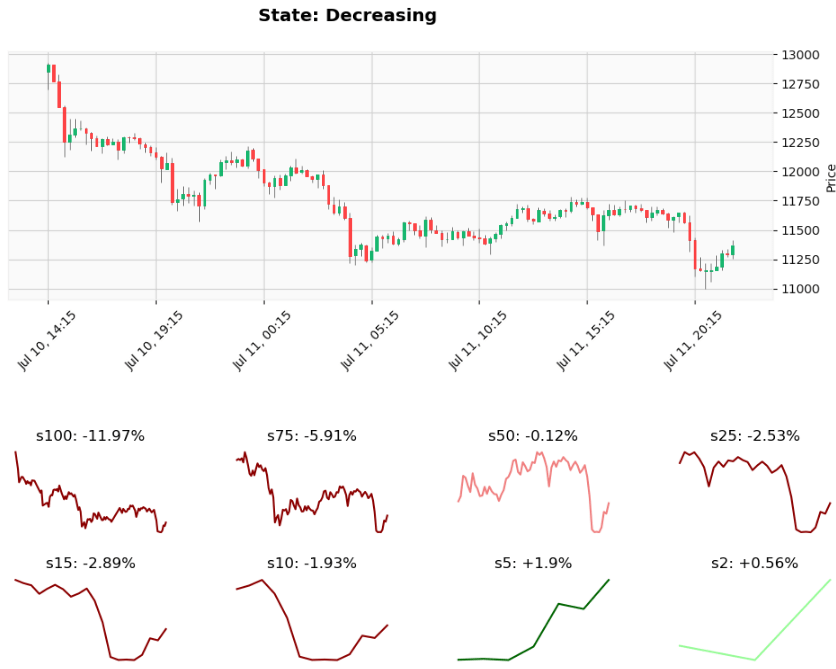 State: Decreasing
13000
12750
12500
12250
12000
11750
11500
11250
11000
Price
Jul 10, 14:15
Jul 10, 19:15
Jul 11, 00:15
Jul 11, 05:15
Jul 11, 10:15
Jul 11, 15:15
Jul 11, 20:15
s100: -11.97%
s75: -5.91%
s50: -0.12%
s25: -2.53%
s15: -2.89%
s10: -1.93%
s5: +1.9%
s2: +0.56%